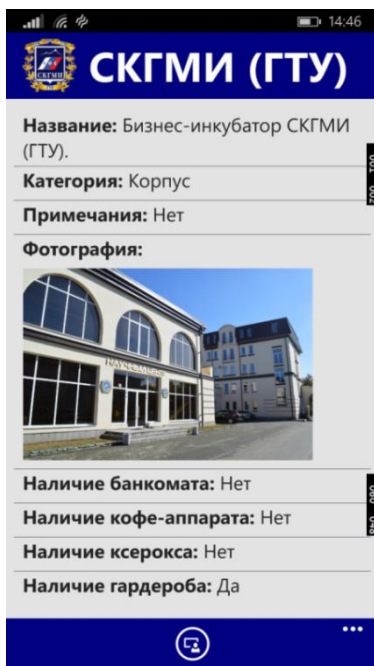 14:46
СКГМИ (ГТУ)
Название: Бизнес-инкубатор СКГМИ
(ГТУ).
Категория: Корпус
Примечания: Нет
Фотография:
Наличие банкомата: Нет
Наличие кофе-аппарата: Нет
Наличие ксерокса: Нет
Наличие гардероба: Да